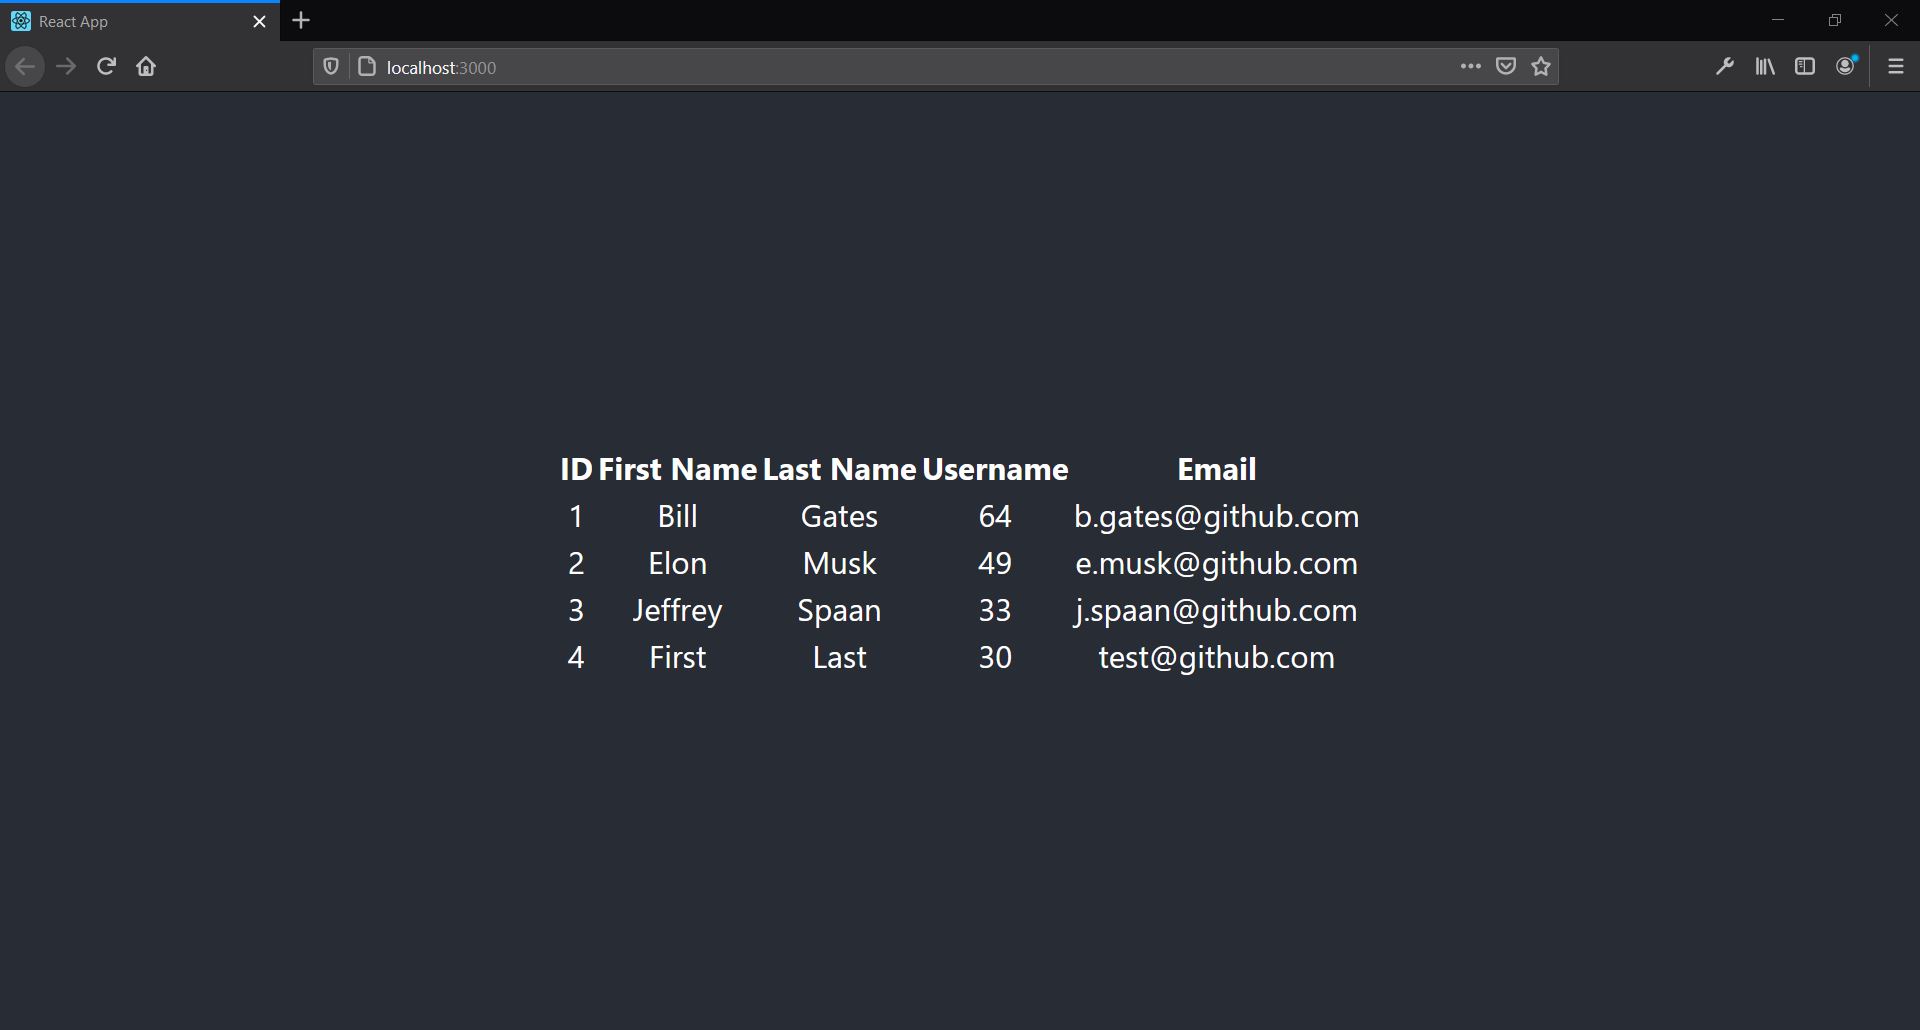 React App
localhost:3000
ID First Name Last Name Username Email
1 Bill Gates 64 b.gates@github.com
2 Elon Musk 49 e.musk@github.com
3 Jeffrey Spaan 33 j.spaan@github.com
4 First Last 30 test@github.com